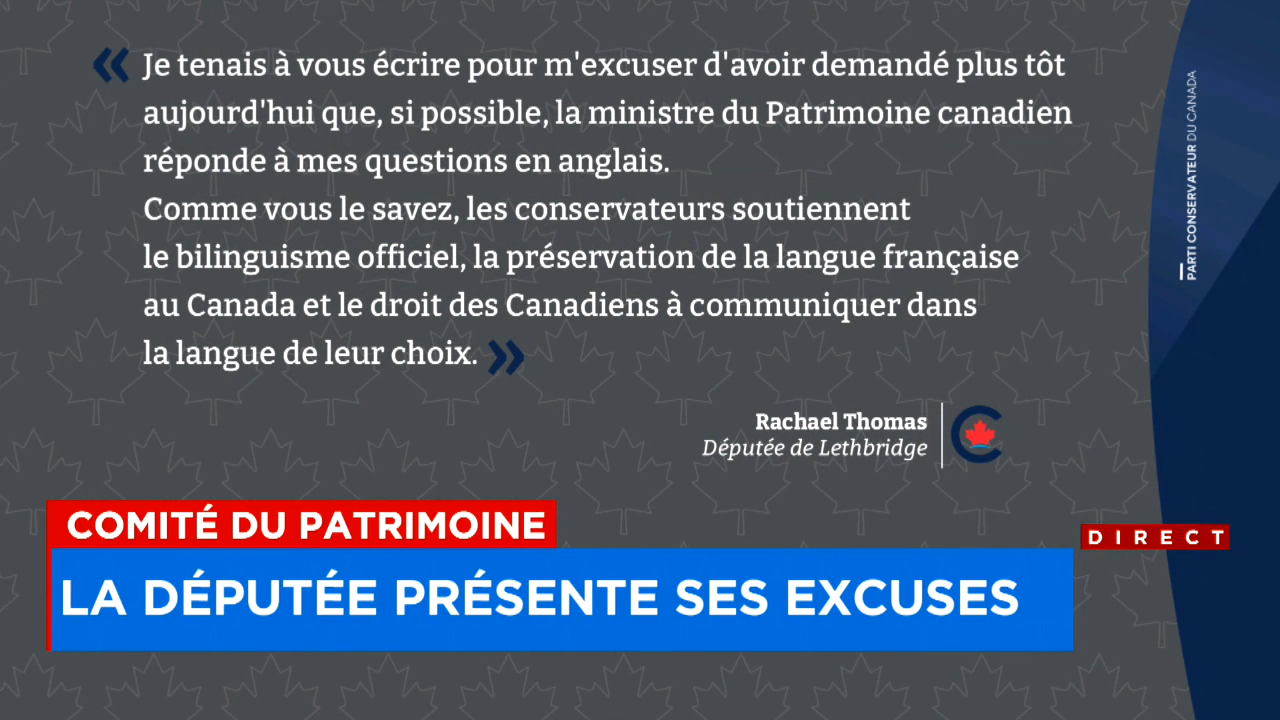 « Je tenais à vous écrire pour m'excuser d'avoir demandé plus tôt
aujourd'hui que, si possible, la ministre du Patrimoine canadien
réponde à mes questions en anglais.
Comme vous le savez, les conservateurs soutiennent
le bilinguisme officiel, la préservation de la langue française
au Canada et le droit des Canadiens à communiquer dans
la langue de leur choix. »
Rachael Thomas
Députée de Lethbridge
PARTI CONSERVATEUR DU CANADA
COMITÉ DU PATRIMOINE
DIRECT
LA DÉPUTÉE PRÉSENTE SES EXCUSES